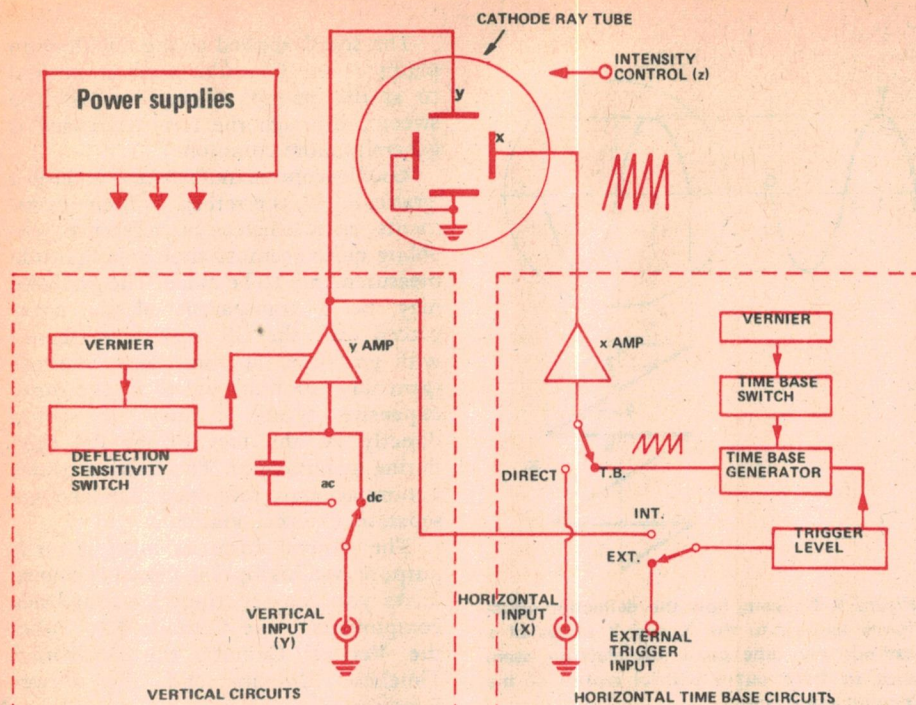 CATHODE RAY TUBE
INTENSITY
CONTROL (z)
Power supplies
y
x
VERNIER
y AMP
DEFLECTION
SENSITIVITY
SWITCH
ac
dc
VERTICAL
INPUT
(Y)
VERTICAL CIRCUITS
x AMP
VERNIER
TIME BASE
SWITCH
TIME BASE
GENERATOR
T.B.
DIRECT
INT.
EXT.
TRIGGER
LEVEL
HORIZONTAL
INPUT
(X)
EXTERNAL
TRIGGER
INPUT
HORIZONTAL TIME BASE CIRCUITS